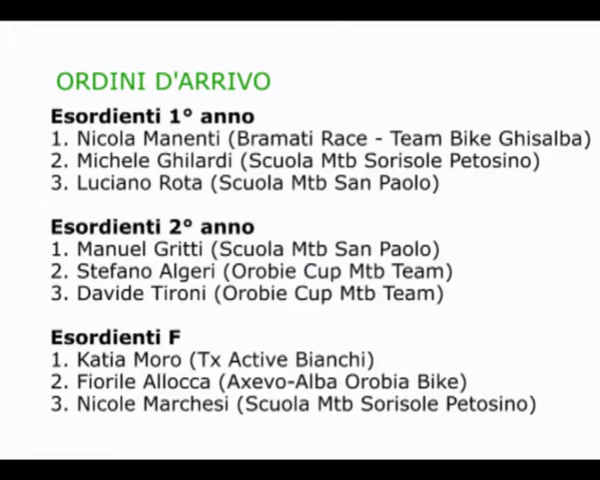 ORDINI D'ARRIVO
Esordienti 1° anno
1. Nicola Manenti (Bramati Race - Team Bike Ghisalba)
2. Michele Ghilardi (Scuola Mtb Sorisole Petosino)
3. Luciano Rota (Scuola Mtb San Paolo)
Esordienti 2° anno
1. Manuel Gritti (Scuola Mtb San Paolo)
2. Stefano Algeri (Orobie Cup Mtb Team)
3. Davide Tironi (Orobie Cup Mtb Team)
Esordienti F
1. Katia Moro (Tx Active Bianchi)
2. Fiorile Allocca (Axevo-Alba Orobia Bike)
3. Nicole Marchesi (Scuola Mtb Sorisole Petosino)